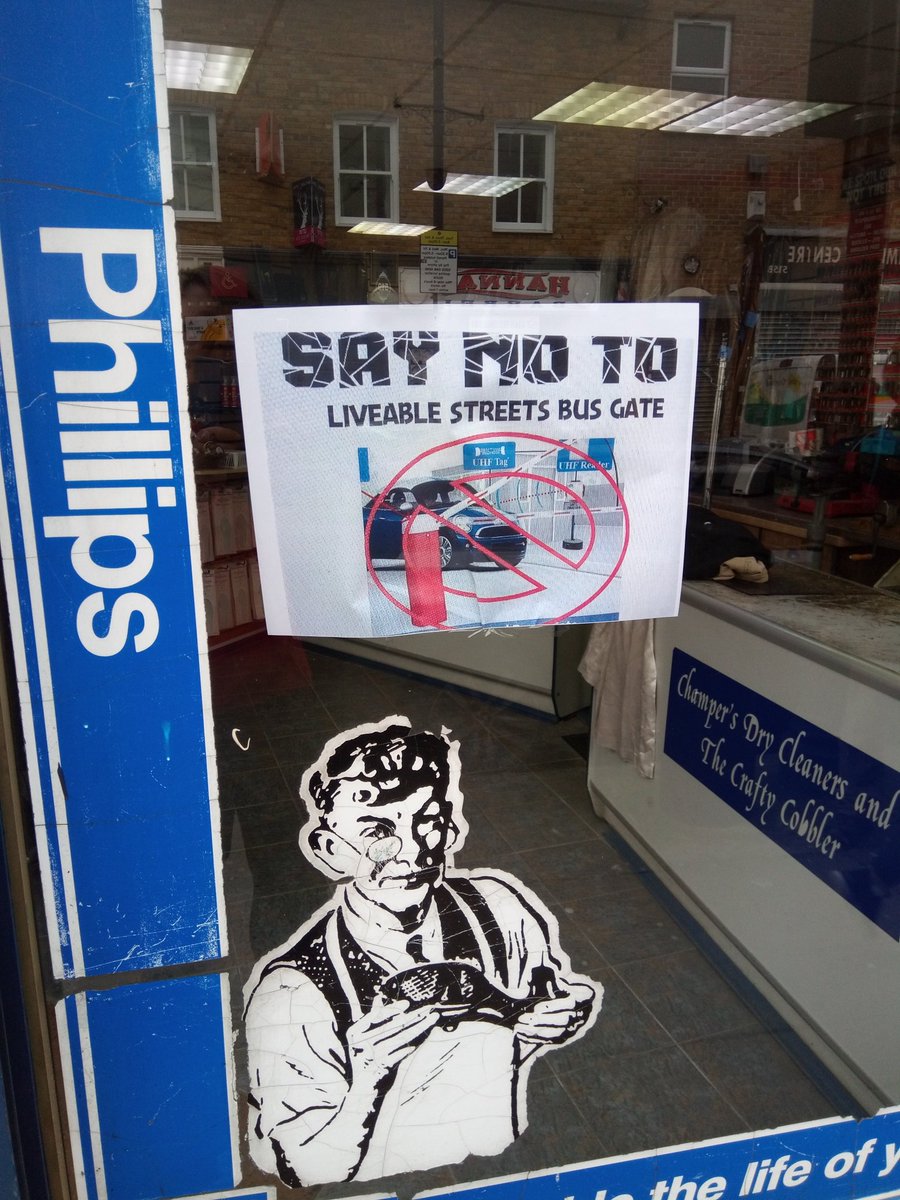 Phillips
SAY NO TO
LIVEABLE STREETS BUS GATE
UHF Tag
UHF Reader
HANNA
CENTRE
515B
Champer's Dry Cleaners and
The Crafty Cobbler
the life of